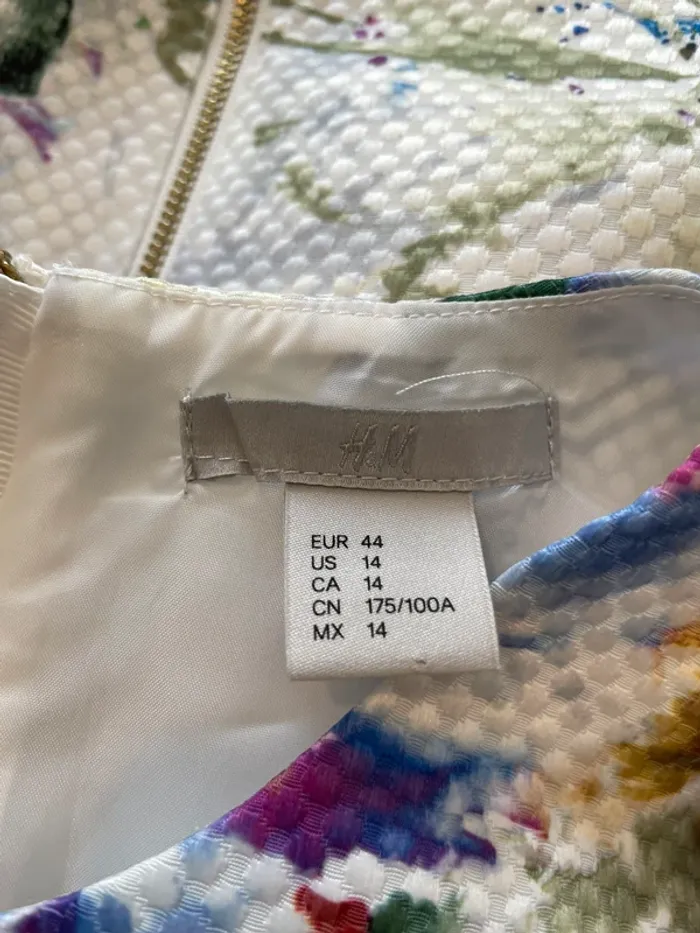 H&M
EUR 44
US 14
CA 14
CN 175/100A
MX 14